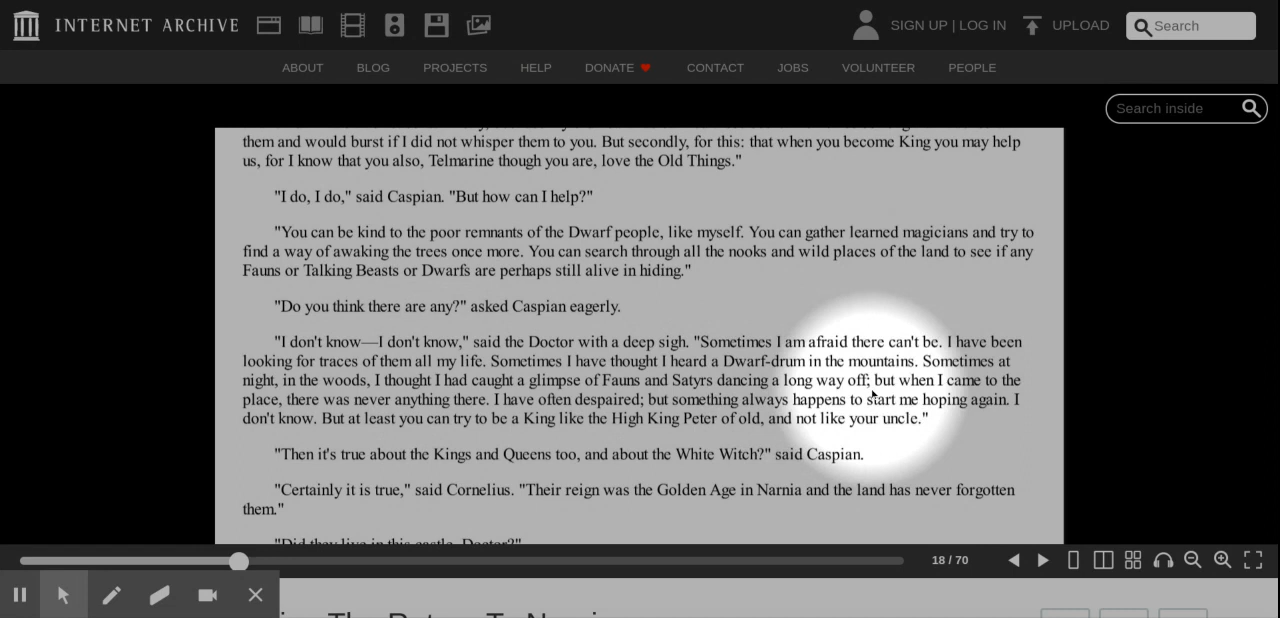 INTERNET ARCHIVE
SIGN UP | LOG IN
UPLOAD
Search
ABOUT
BLOG
PROJECTS
HELP
DONATE
CONTACT
JOBS
VOLUNTEER
PEOPLE
Search inside
them and would burst if I did not whisper them to you. But secondly, for this: that when you become King you may help
us, for I know that you also, Telmarine though you are, love the Old Things."
"I do, I do," said Caspian. "But how can I help?"
"You can be kind to the poor remnants of the Dwarf people, like myself. You can gather learned magicians and try to
find a way of awaking the trees once more. You can search through all the nooks and wild places of the land to see if any
Fauns or Talking Beasts or Dwarfs are perhaps still alive in hiding."
"Do you think there are any?" asked Caspian eagerly.
"I don't know—I don't know," said the Doctor with a deep sigh. "Sometimes I am afraid there can't be. I have been
looking for traces of them all my life. Sometimes I have thought I heard a Dwarf-drum in the mountains. Sometimes at
night, in the woods, I thought I had caught a glimpse of Fauns and Satyrs dancing a long way off; but when I came to the
place, there was never anything there. I have often despaired; but something always happens to start me hoping again. I
don't know. But at least you can try to be a King like the High King Peter of old, and not like your uncle."
"Then it's true about the Kings and Queens too, and about the White Witch?" said Caspian.
"Certainly it is true," said Cornelius. "Their reign was the Golden Age in Narnia and the land has never forgotten
them."
"Did they live in this castle, Doctor?"
18 / 70
The Return To Narnia